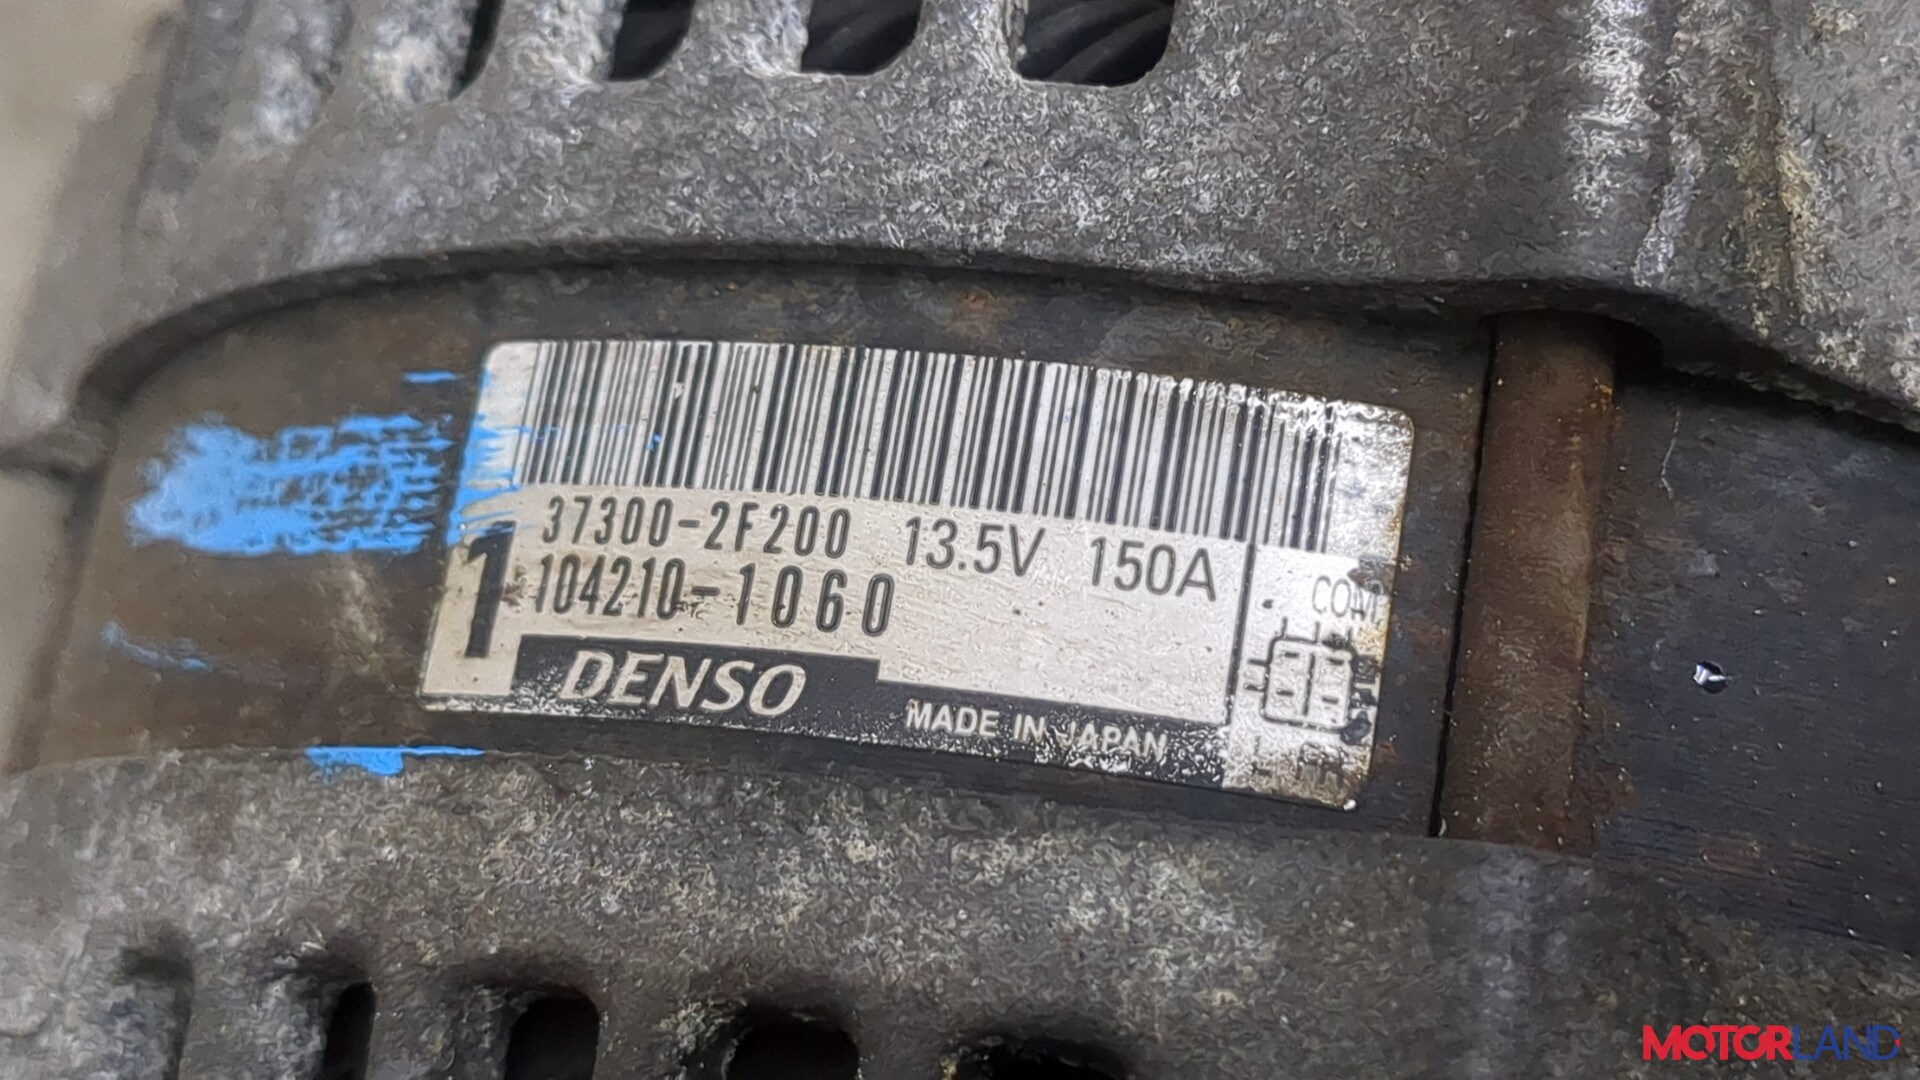 37300-2F200 13.5V 150A
1 104210-1060
DENSO
MADE IN JAPAN
MOTORLAND